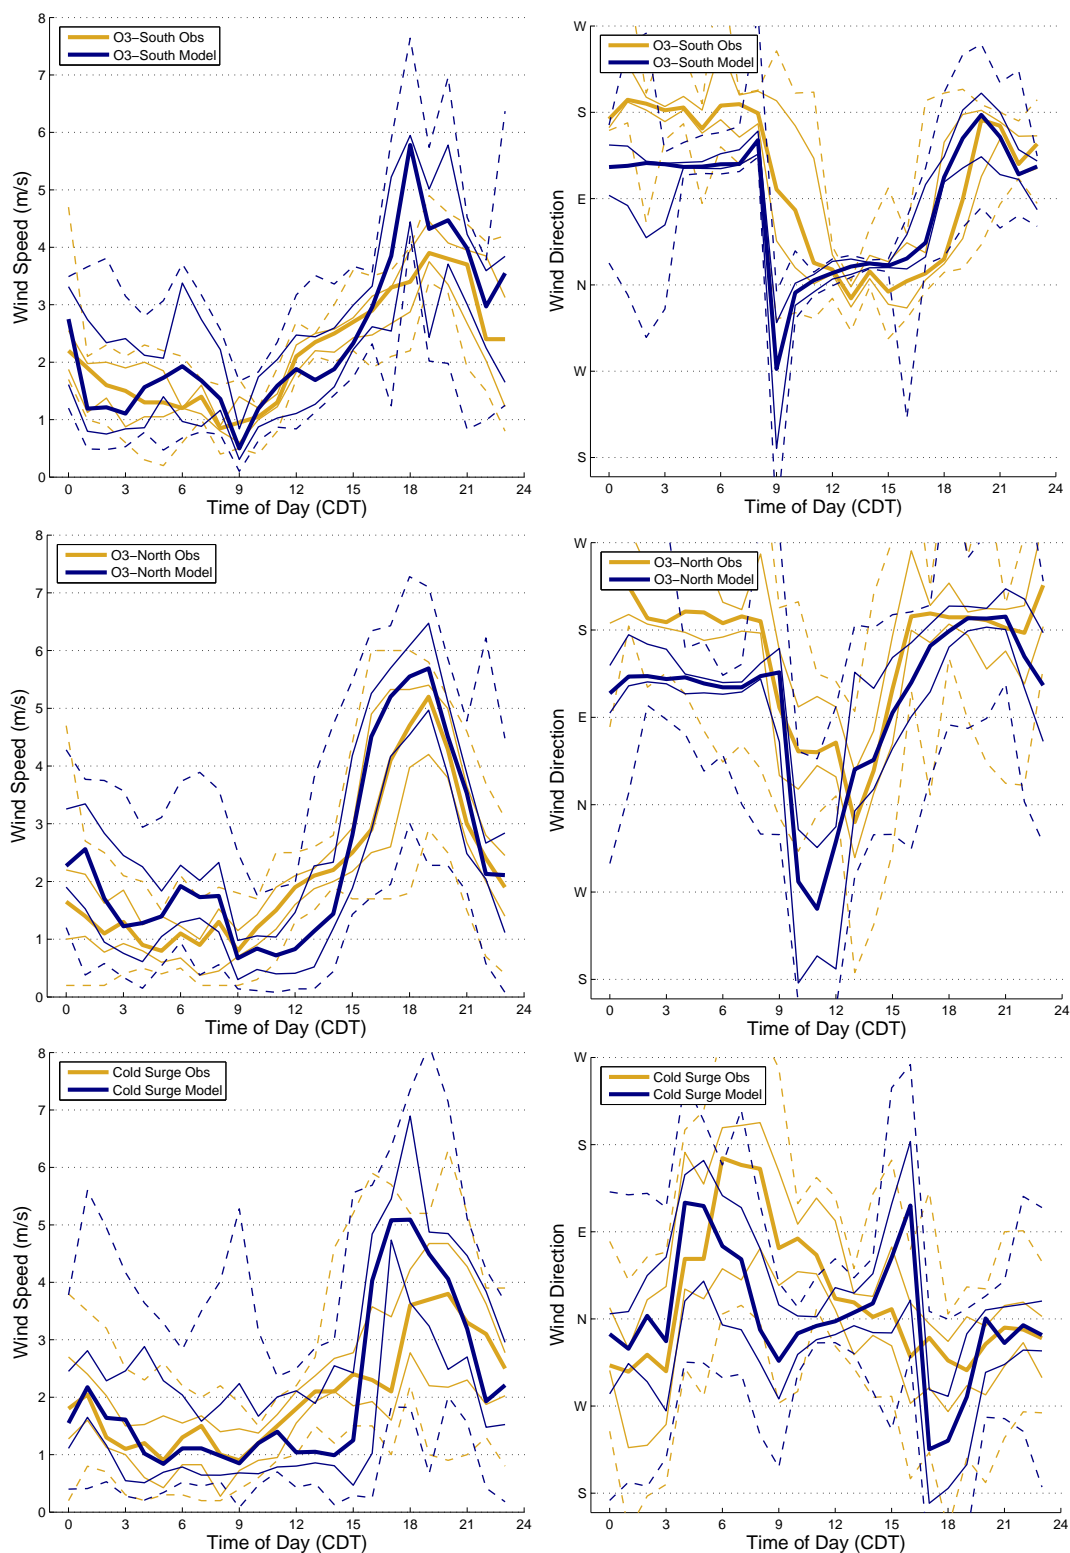 O3−South Obs
O3−South Model
8
7
6
5
4
3
2
1
0
Wind Speed (m/s)
0 3 6 9 12 15 18 21 24
Time of Day (CDT)
O3−South Obs
O3−South Model
W
S
E
N
W
S
Wind Direction
0 3 6 9 12 15 18 21 24
Time of Day (CDT)
O3−North Obs
O3−North Model
8
7
6
5
4
3
2
1
0
Wind Speed (m/s)
0 3 6 9 12 15 18 21 24
Time of Day (CDT)
O3−North Obs
O3−North Model
W
S
E
N
W
S
Wind Direction
0 3 6 9 12 15 18 21 24
Time of Day (CDT)
Cold Surge Obs
Cold Surge Model
8
7
6
5
4
3
2
1
0
Wind Speed (m/s)
0 3 6 9 12 15 18 21 24
Time of Day (CDT)
Cold Surge Obs
Cold Surge Model
W
S
E
N
W
S
Wind Direction
0 3 6 9 12 15 18 21 24
Time of Day (CDT)